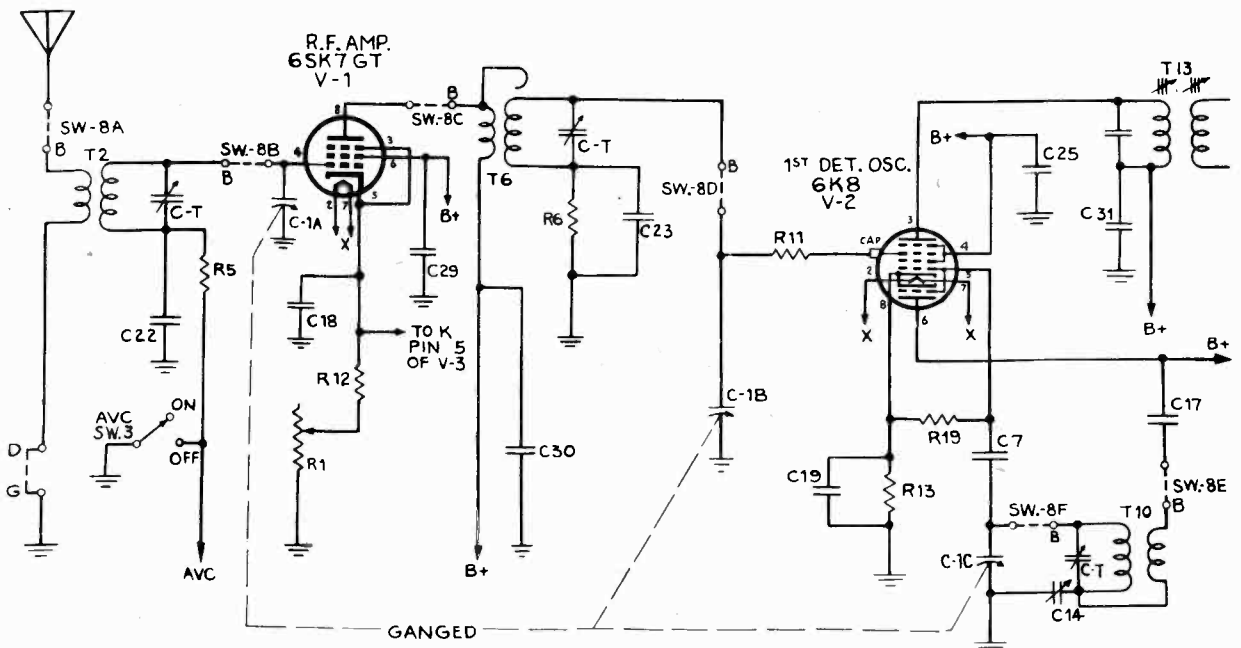 R.F. AMP.
6SK7GT
V-1
SW-8A
B
T2
C-T
SW.-8B
B
4
8
3
6
5
2
7
X
C-1A
B+
C29
R5
C22
C18
TO K
PIN 5
OF V-3
R12
R1
AVC
SW.3
ON
OFF
D
G
AVC
B
SW.-8C
T6
C-T
R6
C23
C30
B+
B
SW.-8D
R11
C-1B
1ST DET. OSC.
6K8
V-2
CAP
3
4
2
8
5
7
6
X
X
B+
C25
T13
C31
B+
B+
R19
C7
C17
C19
R13
SW.-8E
B
SW.-8F
B
T10
C-1C
C-T
C14
GANGED